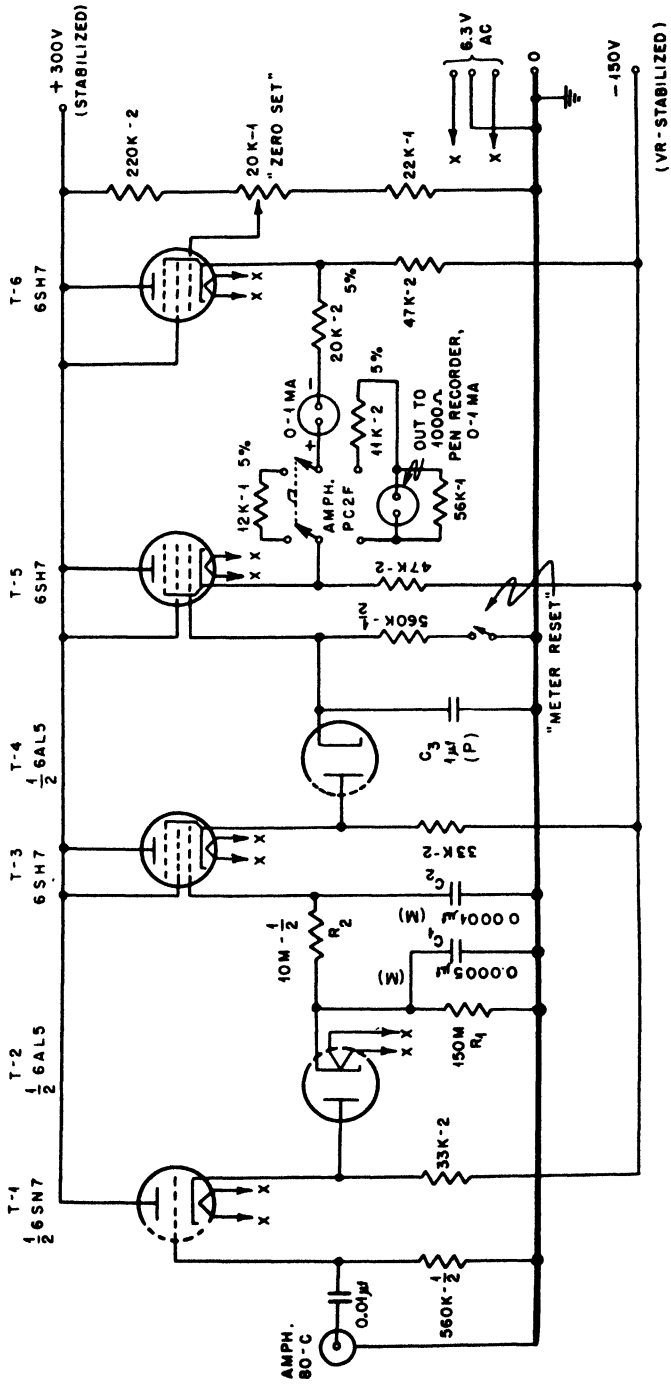 T-1
½ 6SN7
T-2
½ 6AL5
T-3
6SH7
T-4
½ 6AL5
T-5
6SH7
T-6
6SH7
+300V
(STABILIZED)
AMPH.
80-C
0.01μf
560K-½
33K-2
X
X
X
X
150M
R1
(M)
C1
0.0005μf
10M-½
R2
(M)
C2
0.0004μf
X
X
33K-2
C3
1μf
(P)
560K-½
"METER RESET"
X
X
47K-2
12K-1 5%
AMPH.
PC2F
+ 0-1 MA −
11K-2
5%
OUT TO
1000Ω
PEN RECORDER,
0-1 MA
56K-1
20K-2
5%
X
X
47K-2
220K-2
20K-1
"ZERO SET"
22K-1
6.3V
AC
X
X
0
−150V
(VR-STABILIZED)